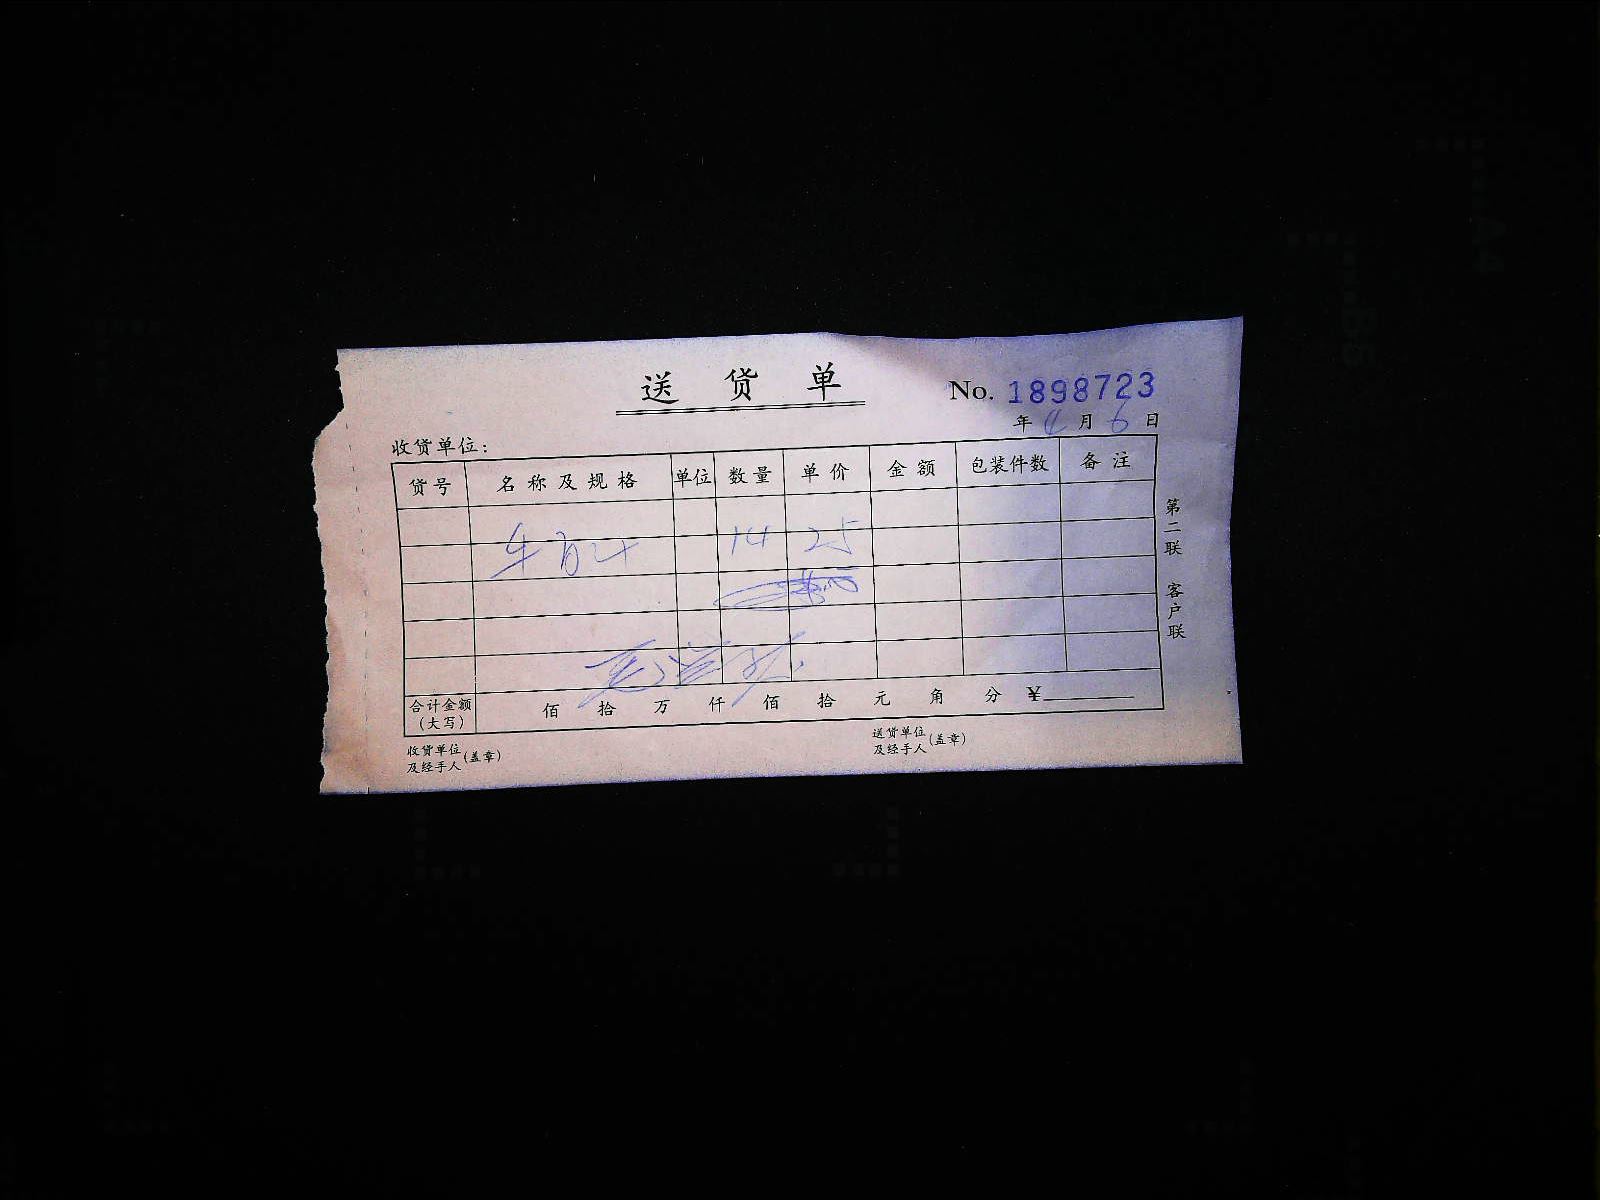 送货单
No. 1898723
年 4 月 6 日
收货单位:
货号 名称及规格 单位 数量 单价 金额 包装件数 备注
14 25
合计金额(大写) 佰 拾 万 仟 佰 拾 元 角 分 ¥
收货单位及经手人(盖章) 送货单位及经手人(盖章)
第二联 客户联